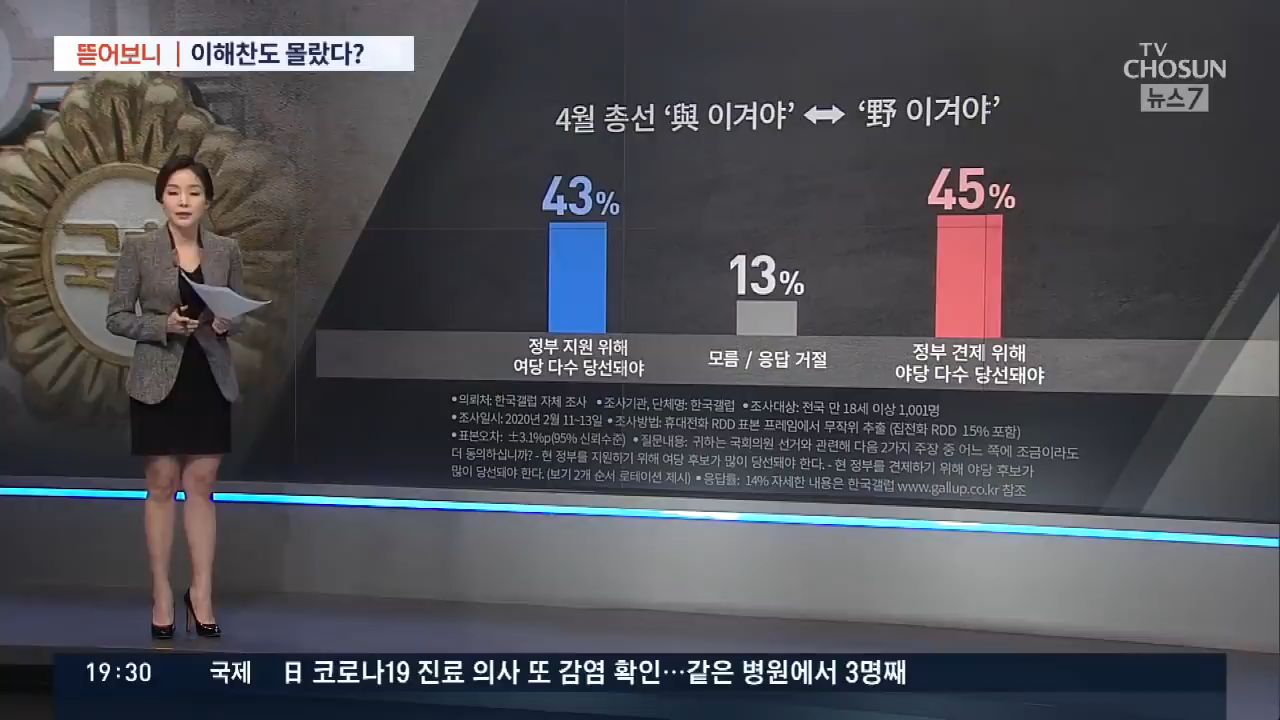 뜯어보니 | 이해찬도 몰랐다?
TV
CHOSUN
뉴스7
4월 총선 ‘與 이겨야’ ↔ ‘野 이겨야’
43%
13%
45%
정부 지원 위해
여당 다수 당선돼야
모름 / 응답 거절
정부 견제 위해
야당 다수 당선돼야
•의뢰처: 한국갤럽 자체 조사 •조사기관, 단체명: 한국갤럽 •조사대상: 전국 만 18세 이상 1,001명
•조사일시: 2020년 2월 11~13일 •조사방법: 휴대전화 RDD 표본 프레임에서 무작위 추출 (집전화 RDD 15% 포함)
•표본오차: ±3.1%p(95% 신뢰수준) •질문내용: 귀하는 국회의원 선거와 관련해 다음 2가지 주장 중 어느 쪽에 조금이라도
더 동의하십니까? - 현 정부를 지원하기 위해 여당 후보가 많이 당선돼야 한다. - 현 정부를 견제하기 위해 야당 후보가
많이 당선돼야 한다. (보기 2개 순서 로테이션 제시) •응답률: 14% 자세한 내용은 한국갤럽 www.gallup.co.kr 참조
19:30 국제 日 코로나19 진료 의사 또 감염 확인…같은 병원에서 3명째